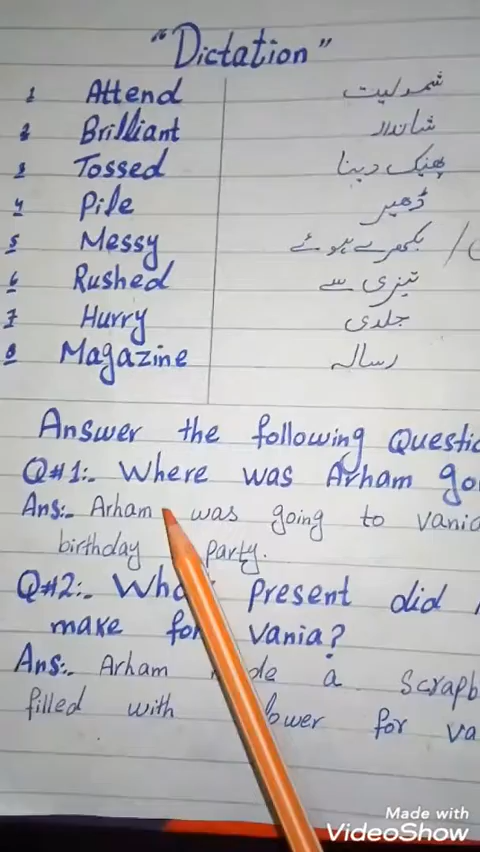 "Dictation"
1 Attend شمولیت
2 Brilliant شاندار
3 Tossed پھینک دینا
4 Pile ڈھیر
5 Messy بکھرے ہوئے /
6 Rushed تیزی سے
7 Hurry جلدی
8 Magazine رسالہ
Answer the following
Q#1:- Where was Arham
Ans:- Arham was going to
birthday party.
Q#2:- present did
make for Vania?
Ans:- Arham a
filled with for
Made with
VideoShow